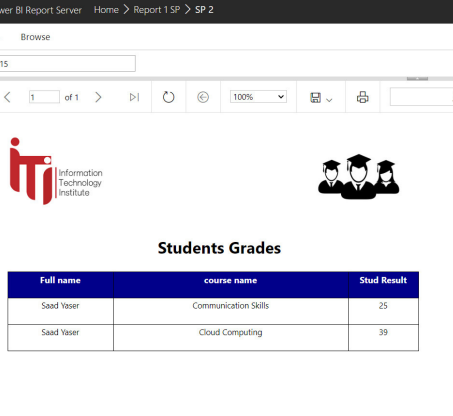 wer BI Report Server Home > Report 1 SP > SP 2
Browse
15
1 of 1 100%
Information
Technology
Institute
Students Grades
Full name course name Stud Result
Saad Yaser Communication Skills 25
Saad Yaser Cloud Computing 39